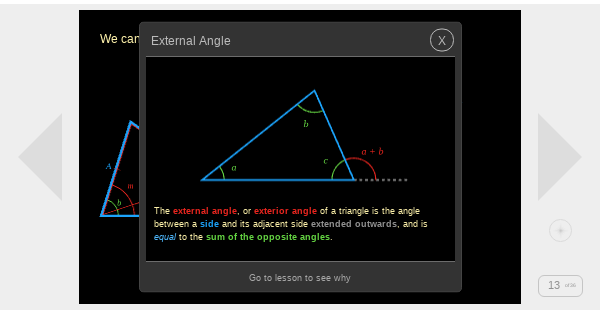 We can
External Angle
X
b
a + b
c
a
A
m
b
The external angle, or exterior angle of a triangle is the angle
between a side and its adjacent side extended outwards, and is
equal to the sum of the opposite angles.
Go to lesson to see why
13